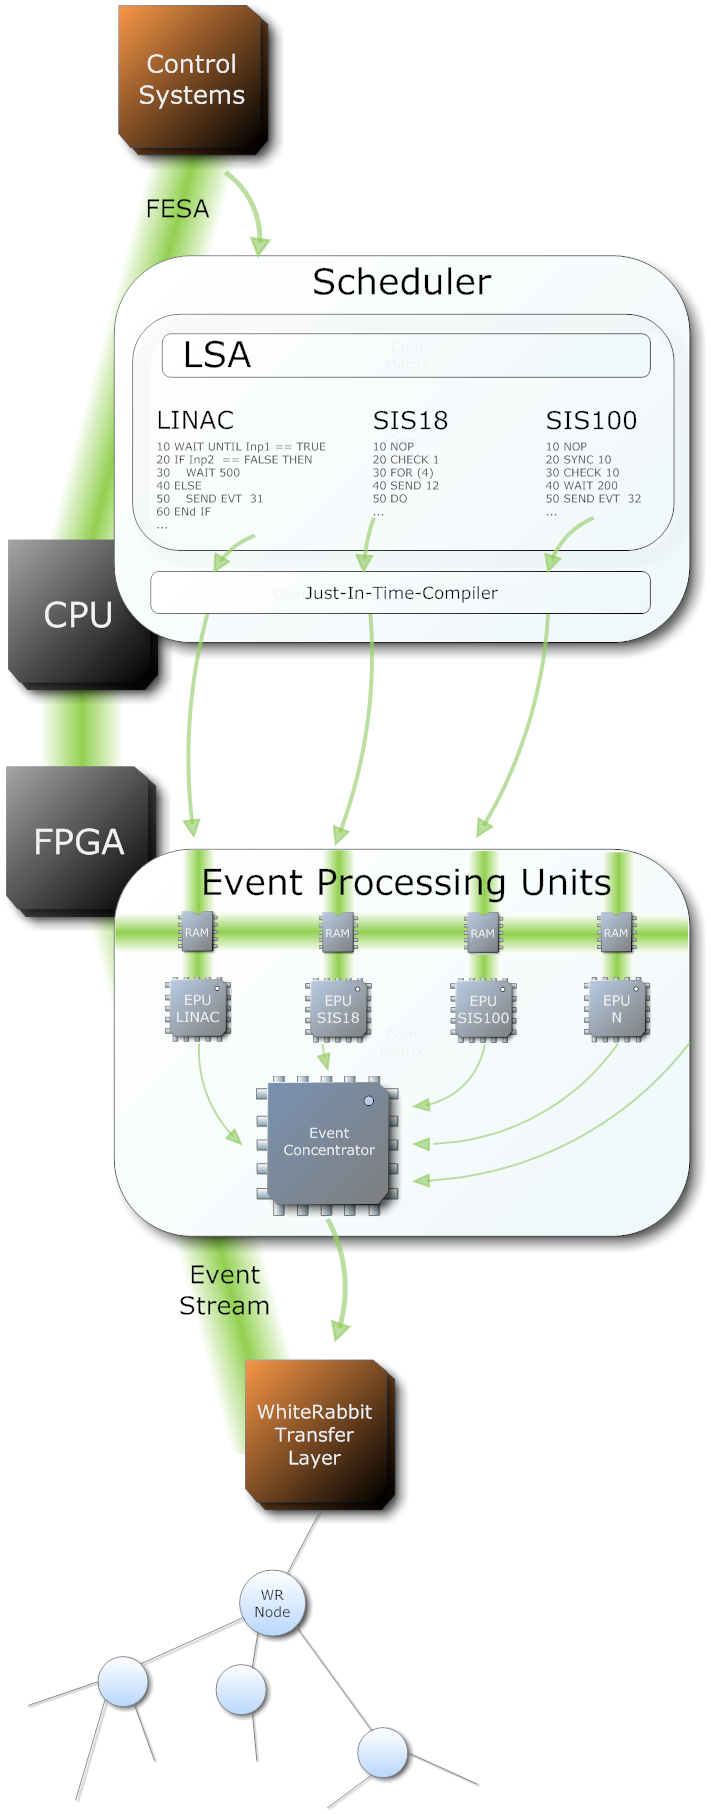 Control
Systems
FESA
Scheduler
LSA
Com
Matrix
LINAC
10 WAIT UNTIL Inp1 == TRUE
20 IF Inp2 == FALSE THEN
30 WAIT 500
40 ELSE
50 SEND EVT 31
60 ENd IF
...
SIS18
10 NOP
20 CHECK 1
30 FOR (4)
40 SEND 12
50 DO
...
SIS100
10 NOP
20 SYNC 10
30 CHECK 10
40 WAIT 200
50 SEND EVT 32
...
Just-In-Time-Compiler
CPU
FPGA
Event Processing Units
RAM
RAM
RAM
RAM
EPU
LINAC
EPU
SIS18
EPU
SIS100
EPU
N
Com
Matrix
Event
Concentrator
Event
Stream
WhiteRabbit
Transfer
Layer
WR
Node